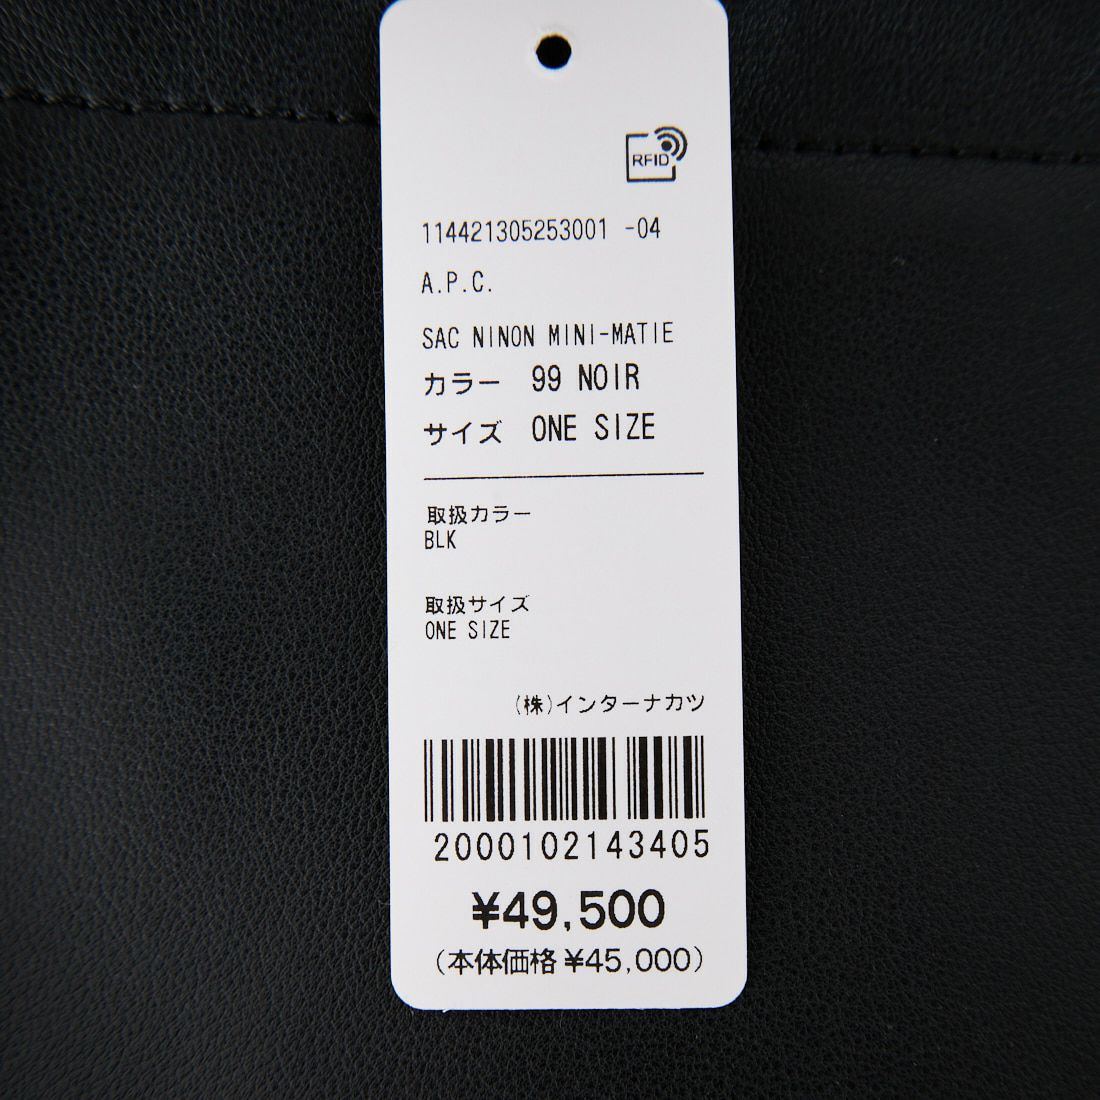 RFID
114421305253001 -04
A.P.C.
SAC NINON MINI-MATIE
カラー 99 NOIR
サイズ ONE SIZE
取扱カラー
BLK
取扱サイズ
ONE SIZE
(株)インターナカツ
2000102143405
¥49,500
(本体価格 ¥45,000)